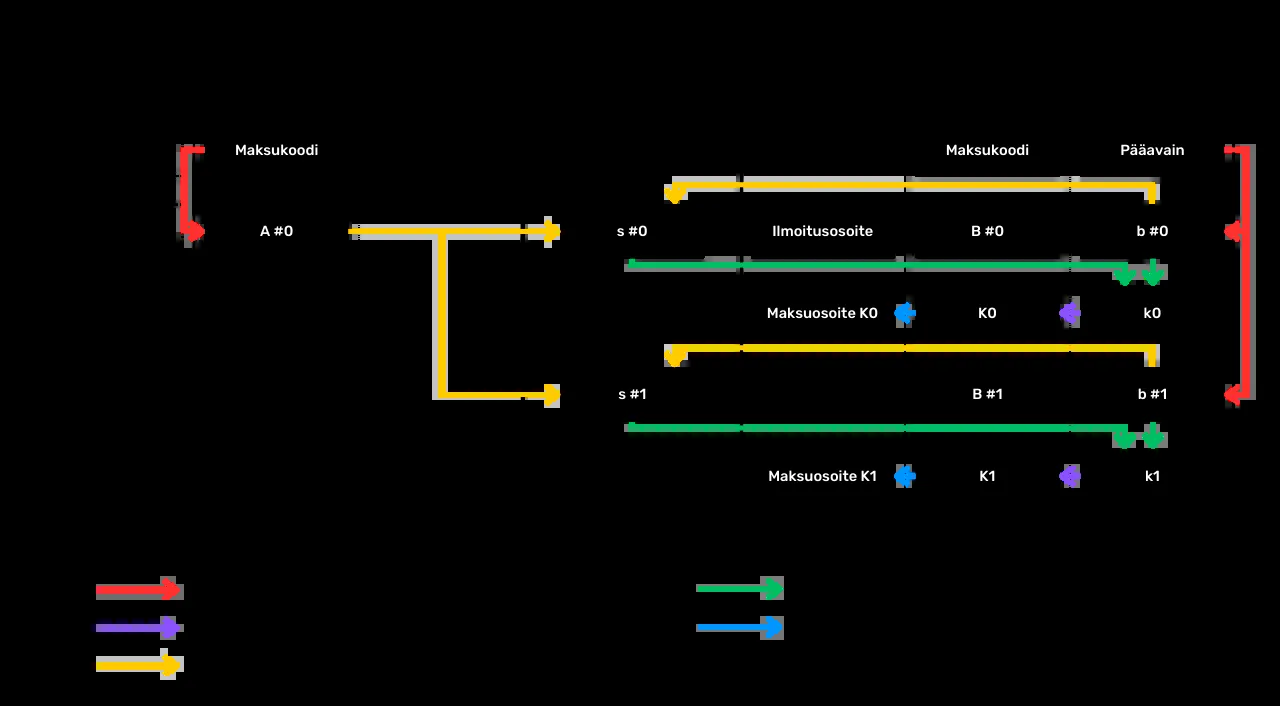 Maksukoodi Maksukoodi Pääavain
A #0 s #0 Ilmoitusosoite B #0 b #0
Maksuosoite K0 K0 k0
s #1 B #1 b #1
Maksuosoite K1 K1 k1